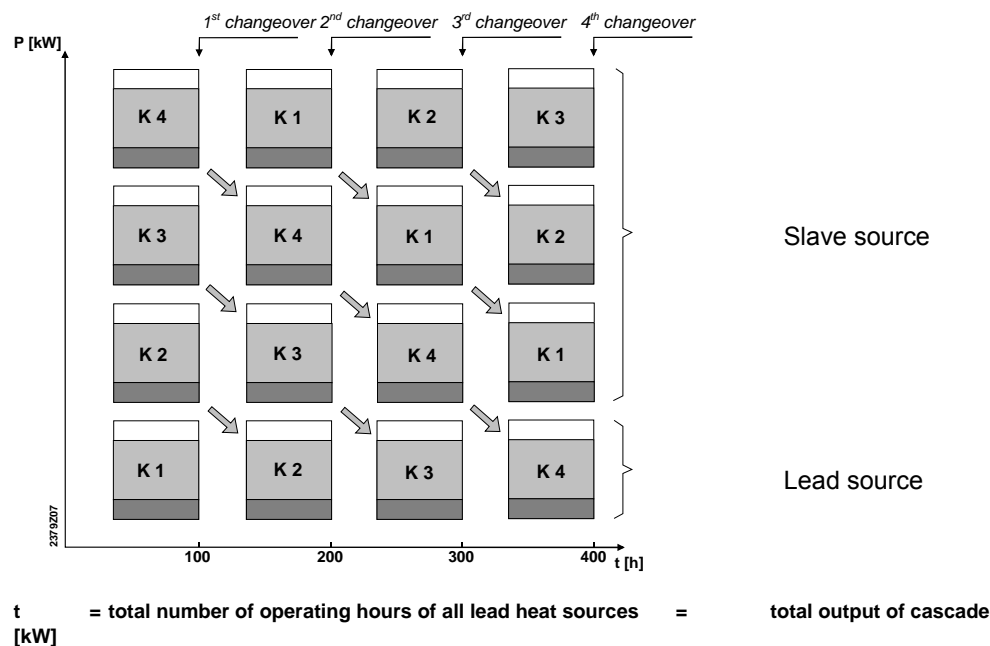 1st changeover 2nd changeover 3rd changeover 4th changeover
P [kW]
K 4 K 1 K 2 K 3
K 3 K 4 K 1 K 2
Slave source
K 2 K 3 K 4 K 1
K 1 K 2 K 3 K 4
Lead source
2379Z07
100 200 300 400
t [h]
t = total number of operating hours of all lead heat sources = total output of cascade
[kW]